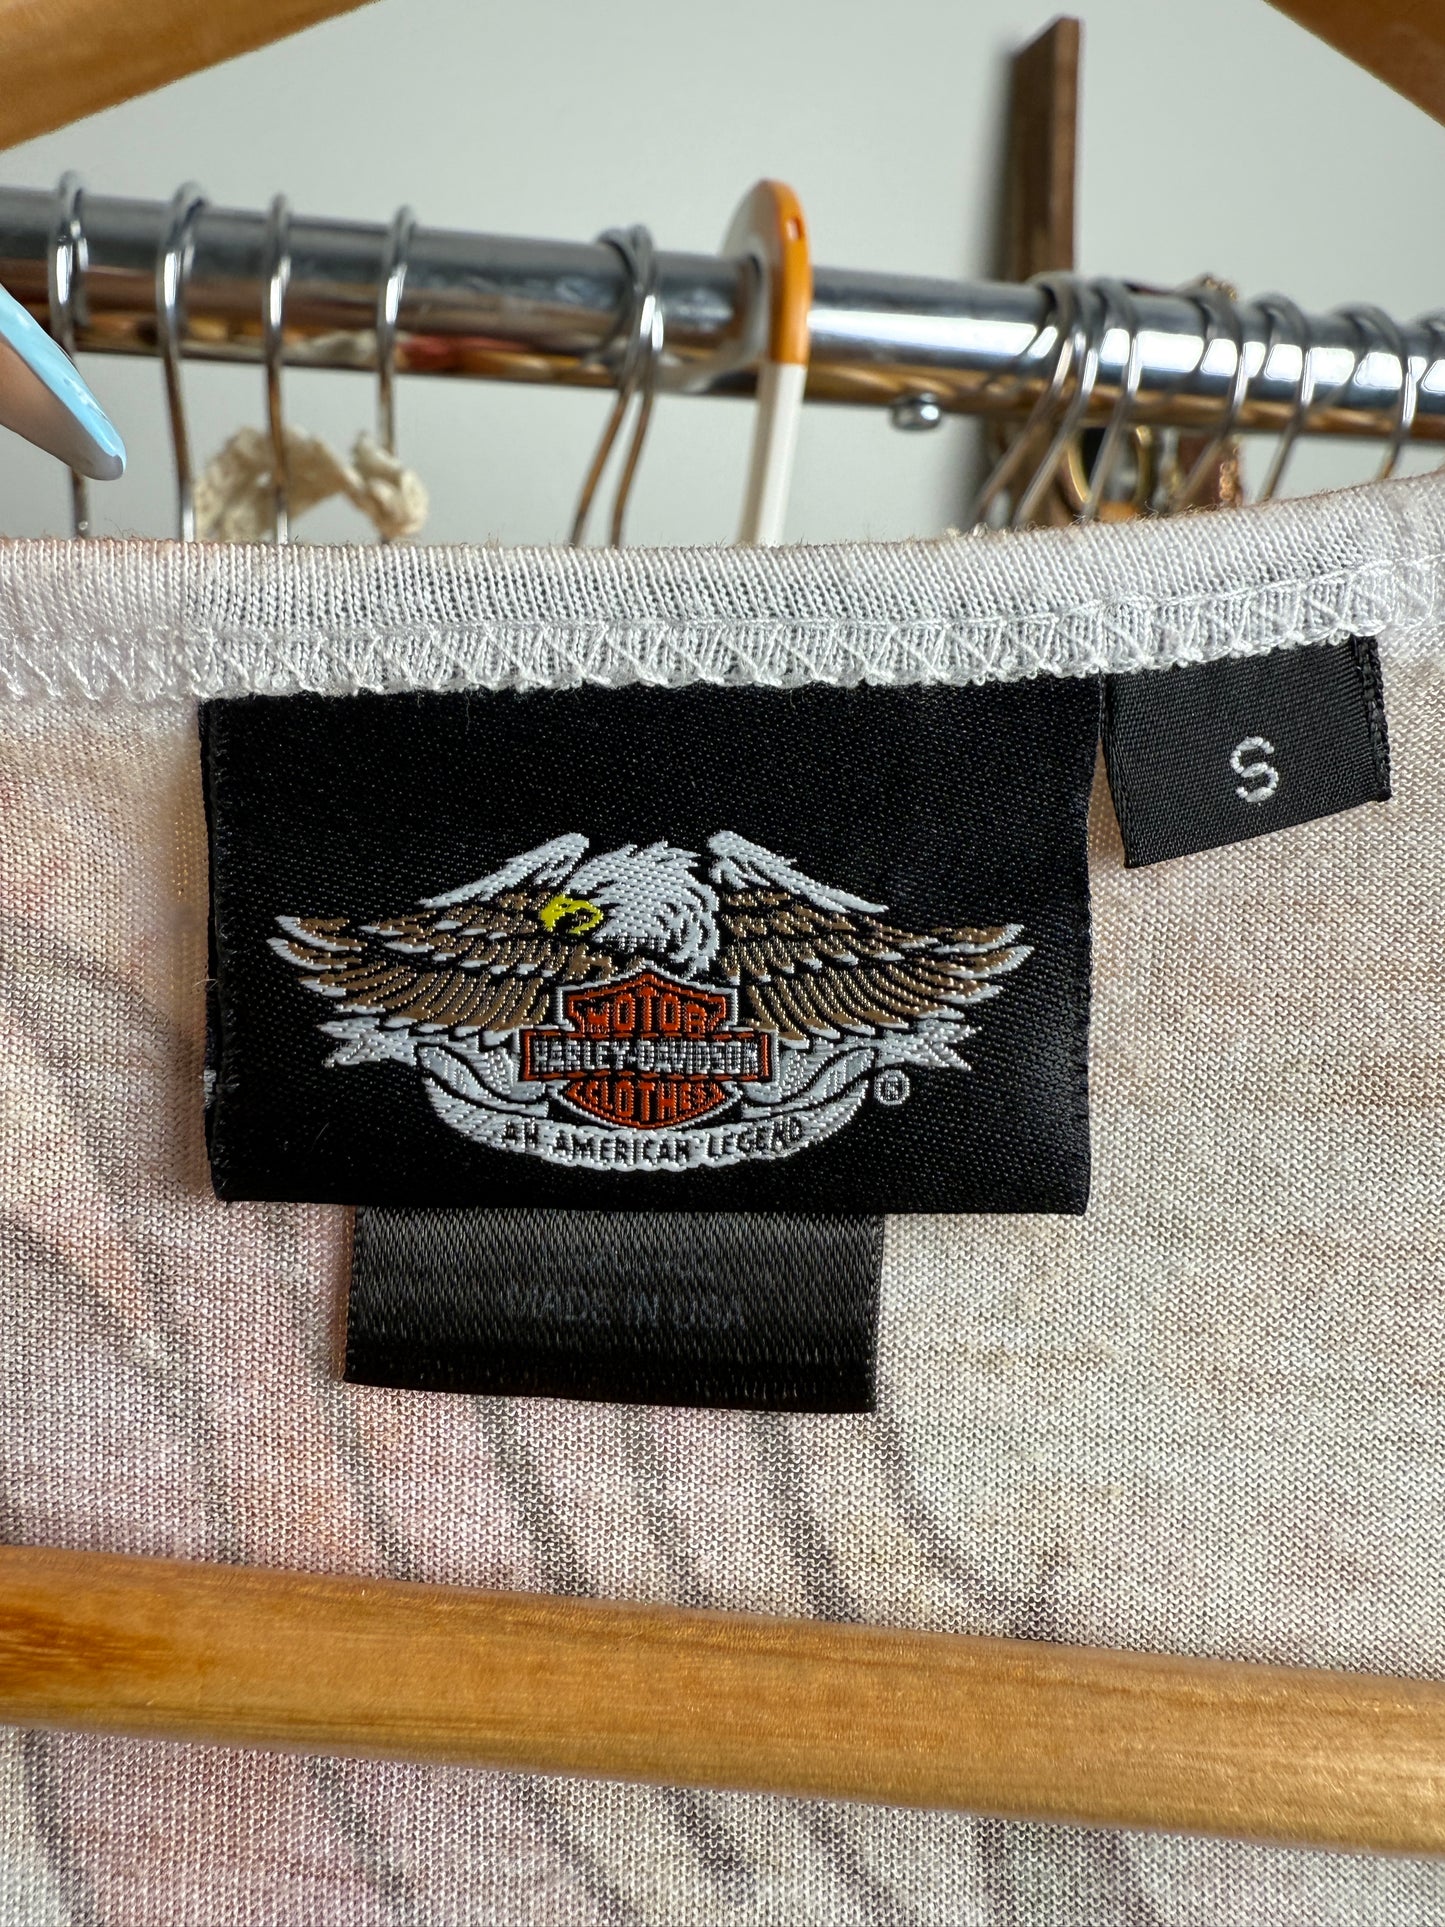 S
MOTOR
HARLEY-DAVIDSON
CLOTHES
®
AN AMERICAN LEGEND
MADE IN USA